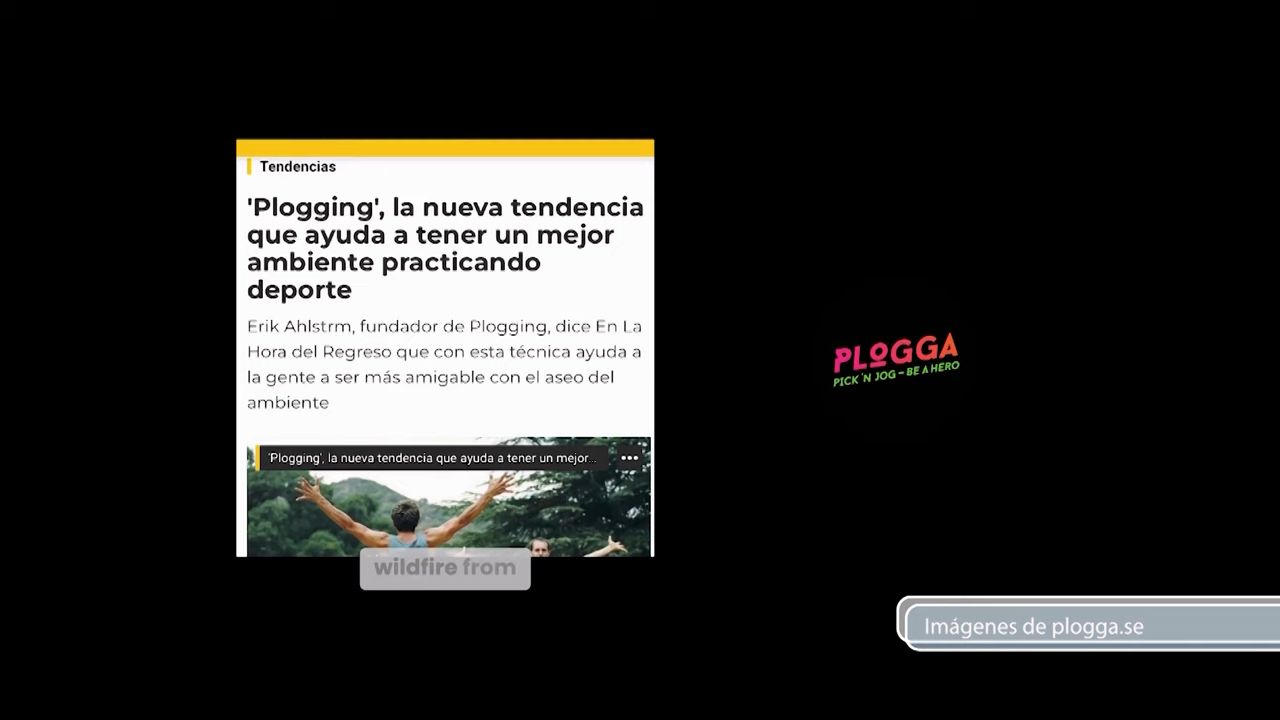 Tendencias
'Plogging', la nueva tendencia
que ayuda a tener un mejor
ambiente practicando
deporte
Erik Ahlstrm, fundador de Plogging, dice En La
Hora del Regreso que con esta técnica ayuda a
la gente a ser más amigable con el aseo del
ambiente
'Plogging', la nueva tendencia que ayuda a tener un mejor...
wildfire from
PLOGGA
PICK 'N JOG – BE A HERO
Imágenes de plogga.se